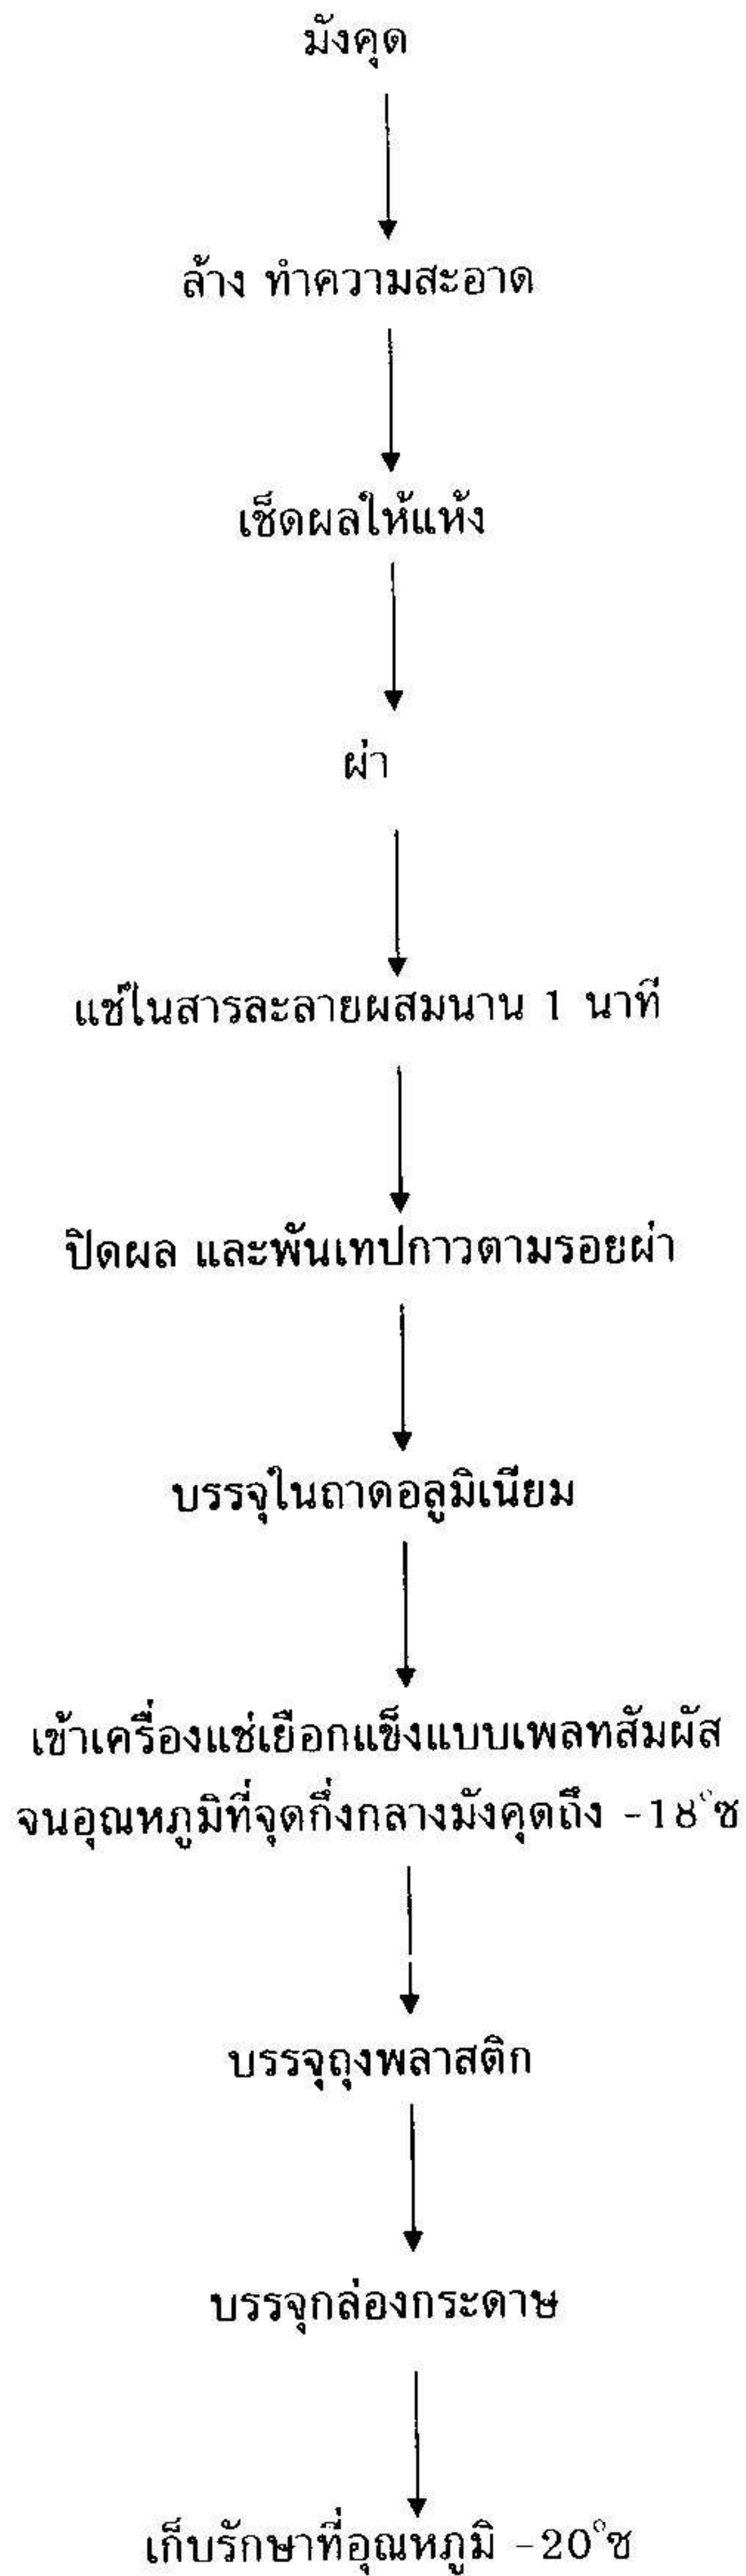 มังคุด
ล้าง ทำความสะอาด
เช็ดผลให้แห้ง
ผ่า
แช่ในสารละลายผสมนาน 1 นาที
ปิดผล และพันเทปกาวตามรอยผ่า
บรรจุในถาดอลูมิเนียม
เข้าเครื่องแช่เยือกแข็งแบบเพลทสัมผัส
จนอุณหภูมิที่จุดกึ่งกลางมังคุดถึง -18°ซ
บรรจุถุงพลาสติก
บรรจุกล่องกระดาษ
เก็บรักษาที่อุณหภูมิ -20°ซ